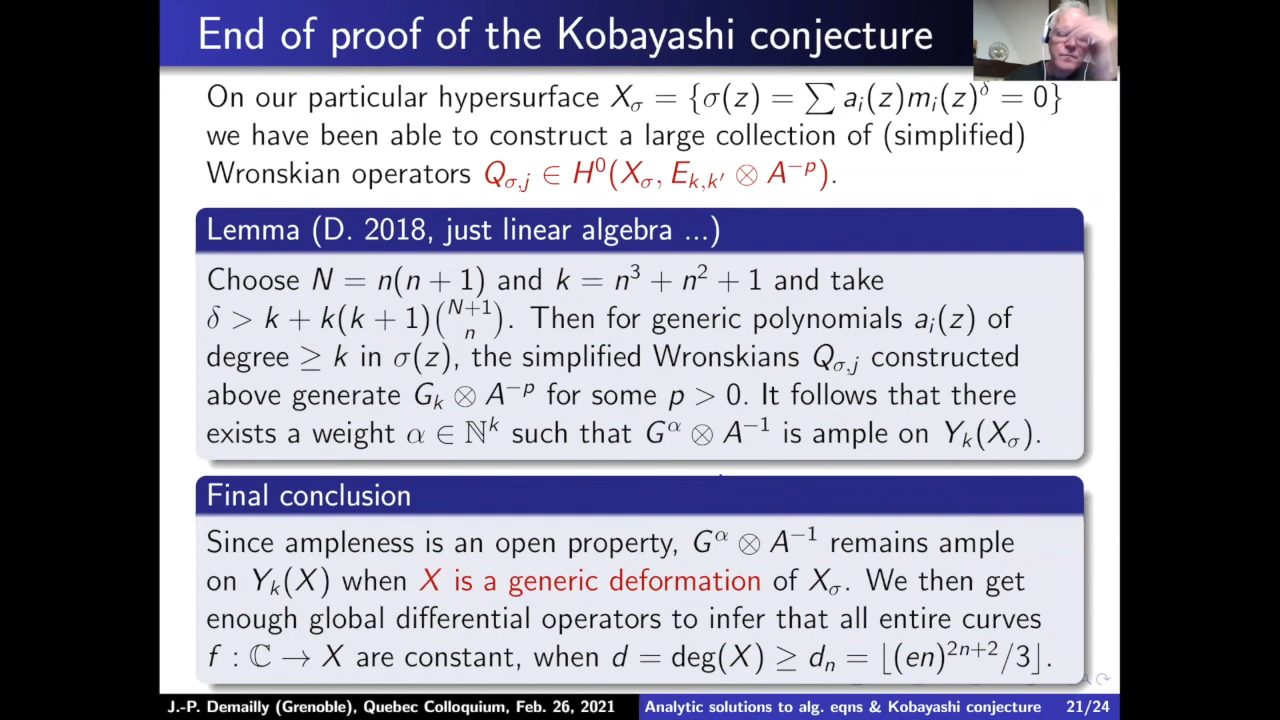 End of proof of the Kobayashi conjecture
On our particular hypersurface X_σ = {σ(z) = ∑ a_i(z)m_i(z)^δ = 0}
we have been able to construct a large collection of (simplified)
Wronskian operators Q_{σ,j} ∈ H^0(X_σ, E_{k,k'} ⊗ A^{−p}).
Lemma (D. 2018, just linear algebra ...)
Choose N = n(n + 1) and k = n^3 + n^2 + 1 and take
δ > k + k(k + 1)\binom{N+1}{n}. Then for generic polynomials a_i(z) of
degree ≥ k in σ(z), the simplified Wronskians Q_{σ,j} constructed
above generate G_k ⊗ A^{−p} for some p > 0. It follows that there
exists a weight α ∈ ℕ^k such that G^α ⊗ A^{−1} is ample on Y_k(X_σ).
Final conclusion
Since ampleness is an open property, G^α ⊗ A^{−1} remains ample
on Y_k(X) when X is a generic deformation of X_σ. We then get
enough global differential operators to infer that all entire curves
f : ℂ → X are constant, when d = deg(X) ≥ d_n = ⌊(en)^{2n+2}/3⌋.
J.-P. Demailly (Grenoble), Quebec Colloquium, Feb. 26, 2021 Analytic solutions to alg. eqns & Kobayashi conjecture 21/24